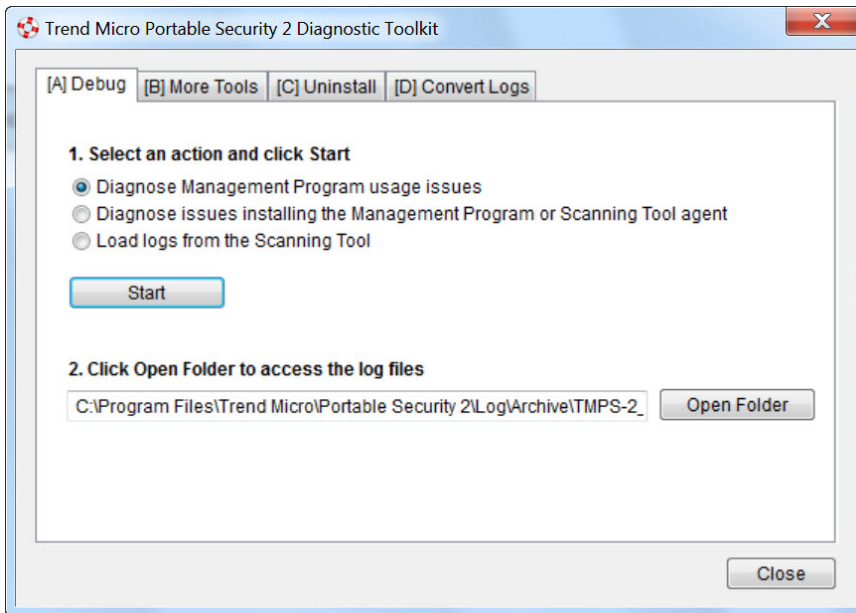 Trend Micro Portable Security 2 Diagnostic Toolkit
[A] Debug [B] More Tools [C] Uninstall [D] Convert Logs
1. Select an action and click Start
Diagnose Management Program usage issues
Diagnose issues installing the Management Program or Scanning Tool agent
Load logs from the Scanning Tool
Start
2. Click Open Folder to access the log files
C:\Program Files\Trend Micro\Portable Security 2\Log\Archive\TMPS-2_ Open Folder
Close